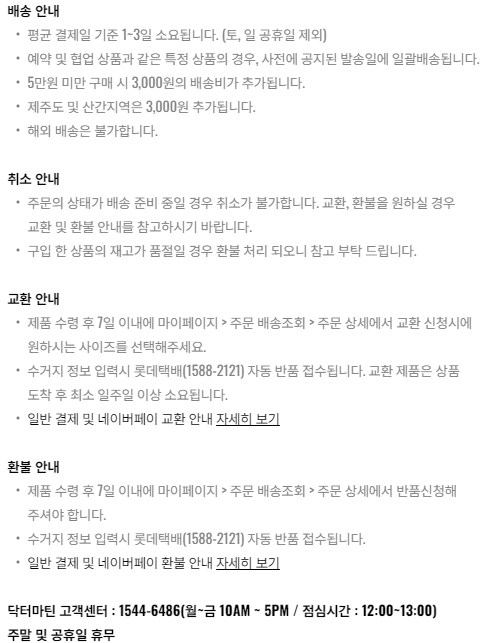 배송 안내
• 평균 결제일 기준 1~3일 소요됩니다. (토, 일 공휴일 제외)
• 예약 및 협업 상품과 같은 특정 상품의 경우, 사전에 공지된 발송일에 일괄배송됩니다.
• 5만원 미만 구매 시 3,000원의 배송비가 추가됩니다.
• 제주도 및 산간지역은 3,000원 추가됩니다.
• 해외 배송은 불가합니다.
취소 안내
• 주문의 상태가 배송 준비 중일 경우 취소가 불가합니다. 교환, 환불을 원하실 경우
교환 및 환불 안내를 참고하시기 바랍니다.
• 구입 한 상품의 재고가 품절일 경우 환불 처리 되오니 참고 부탁 드립니다.
교환 안내
• 제품 수령 후 7일 이내에 마이페이지 > 주문 배송조회 > 주문 상세에서 교환 신청시에
원하시는 사이즈를 선택해주세요.
• 수거지 정보 입력시 롯데택배(1588-2121) 자동 반품 접수됩니다. 교환 제품은 상품
도착 후 최소 일주일 이상 소요됩니다.
• 일반 결제 및 네이버페이 교환 안내 자세히 보기
환불 안내
• 제품 수령 후 7일 이내에 마이페이지 > 주문 배송조회 > 주문 상세에서 반품신청해
주셔야 합니다.
• 수거지 정보 입력시 롯데택배(1588-2121) 자동 반품 접수됩니다.
• 일반 결제 및 네이버페이 환불 안내 자세히 보기
닥터마틴 고객센터 : 1544-6486(월~금 10AM ~ 5PM / 점심시간 : 12:00~13:00)
주말 및 공휴일 휴무